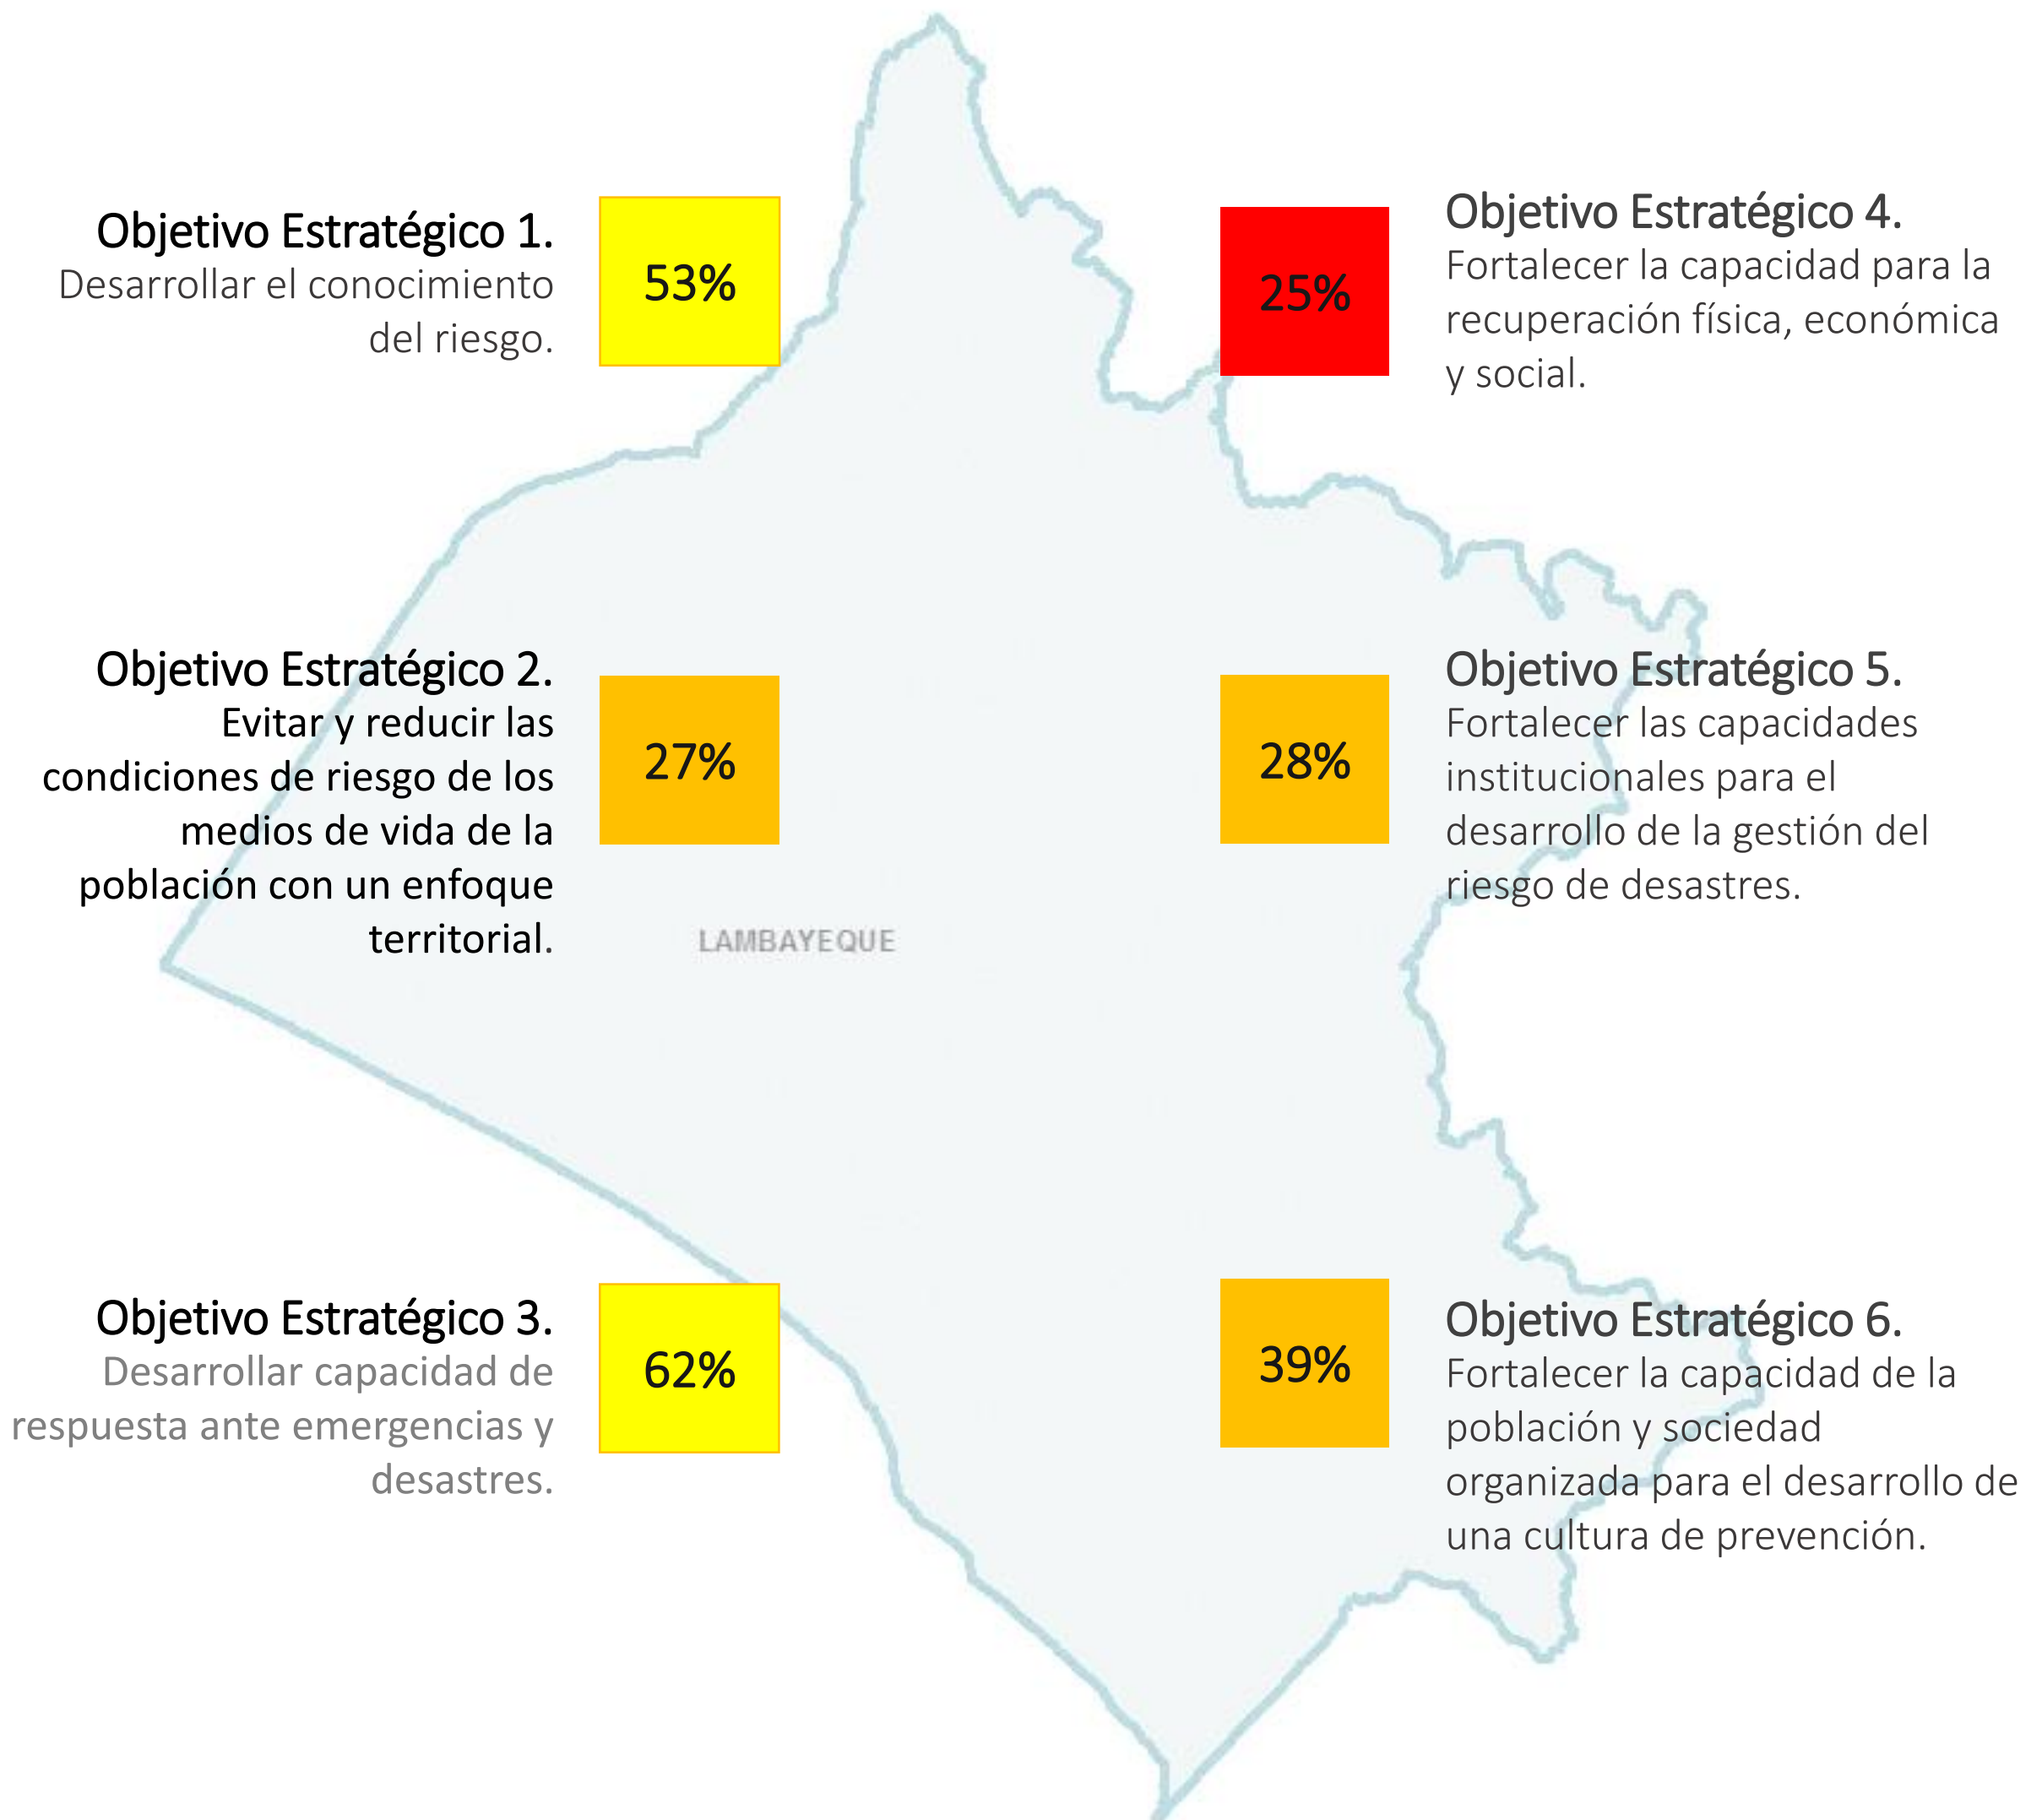 Objetivo Estratégico 1.
Desarrollar el conocimiento
del riesgo.
53%
Objetivo Estratégico 2.
Evitar y reducir las
condiciones de riesgo de los
medios de vida de la
población con un enfoque
territorial.
27%
Objetivo Estratégico 3.
Desarrollar capacidad de
respuesta ante emergencias y
desastres.
62%
LAMBAYEQUE
25%
Objetivo Estratégico 4.
Fortalecer la capacidad para la
recuperación física, económica
y social.
28%
Objetivo Estratégico 5.
Fortalecer las capacidades
institucionales para el
desarrollo de la gestión del
riesgo de desastres.
39%
Objetivo Estratégico 6.
Fortalecer la capacidad de la
población y sociedad
organizada para el desarrollo de
una cultura de prevención.